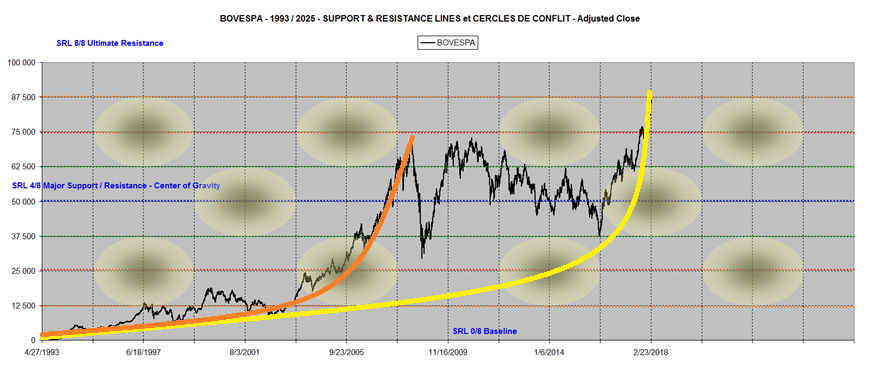 BOVESPA - 1993 / 2025 - SUPPORT & RESISTANCE LINES et CERCLES DE CONFLIT - Adjusted Close
SRL 8/8 Ultimate Resistance
BOVESPA
100 000
87 500
75 000
62 500
SRL 4/8 Major Support / Resistance - Center of Gravity
50 000
37 500
25 000
12 500
SRL 0/8 Baseline
0
4/27/1993 6/18/1997 8/3/2001 9/23/2005 11/16/2009 1/6/2014 2/23/2018